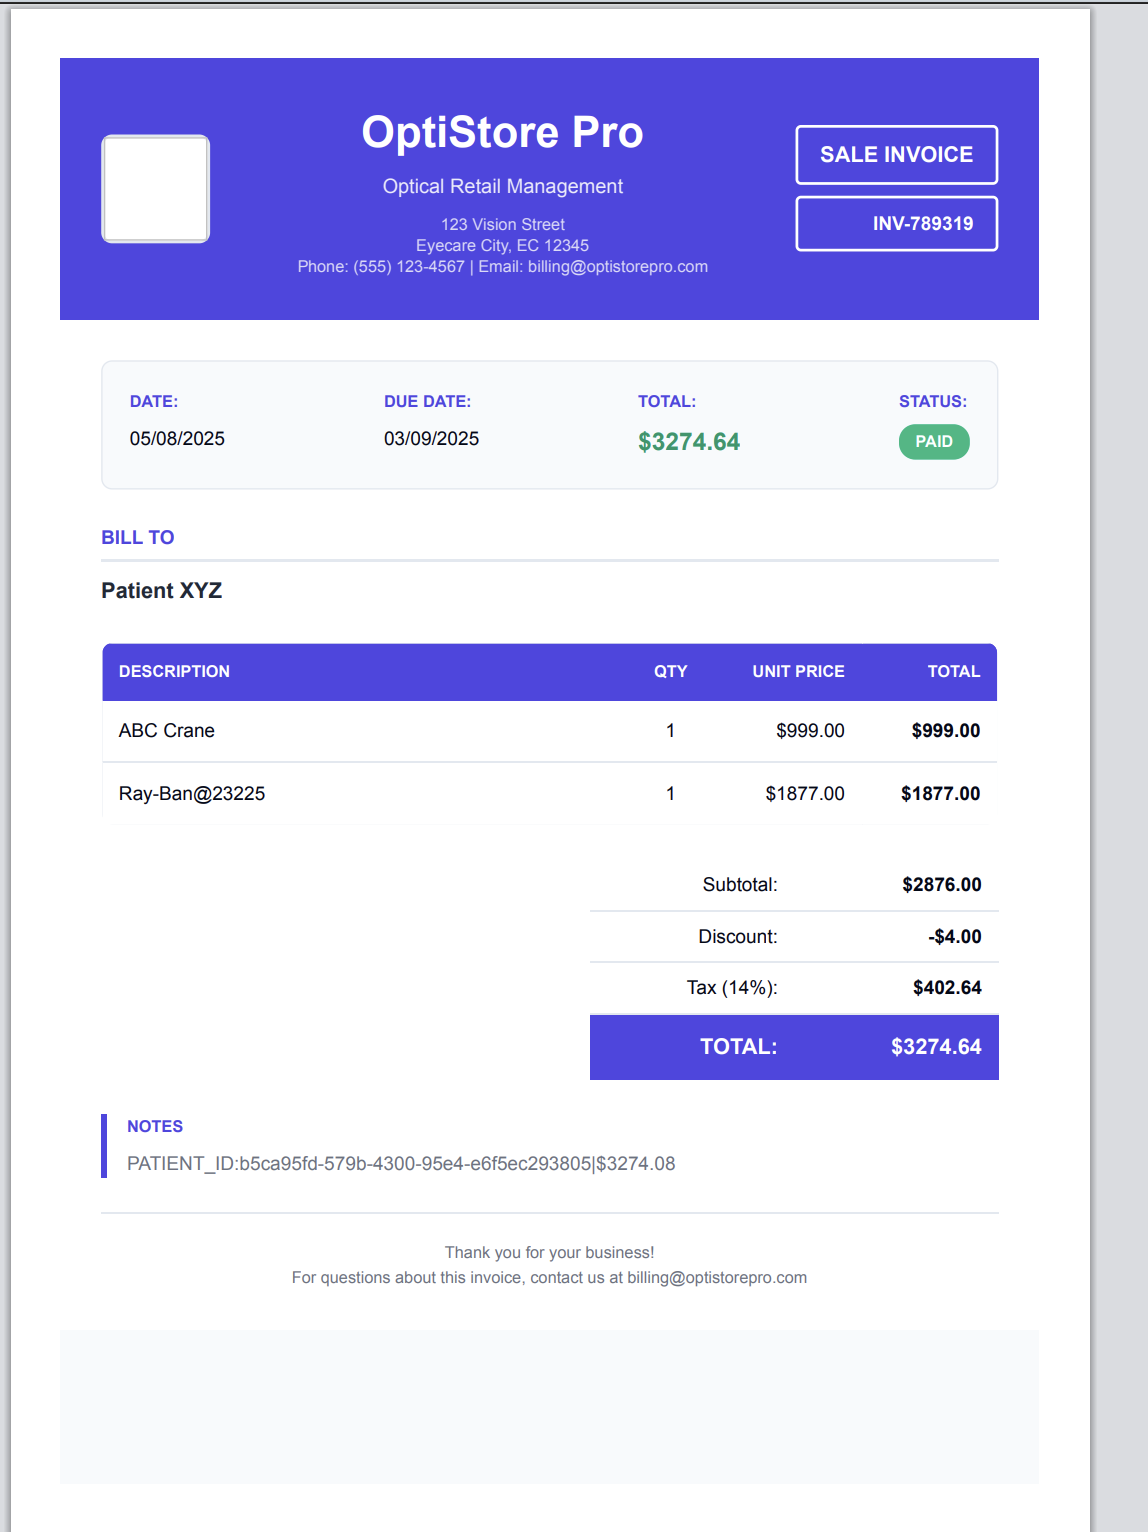 OptiStore Pro
Optical Retail Management
123 Vision Street
Eyecare City, EC 12345
Phone: (555) 123-4567 | Email: billing@optistorepro.com
SALE INVOICE
INV-789319
DATE: DUE DATE: TOTAL: STATUS:
05/08/2025 03/09/2025 $3274.64 PAID
BILL TO
Patient XYZ
DESCRIPTION QTY UNIT PRICE TOTAL
ABC Crane 1 $999.00 $999.00
Ray-Ban@23225 1 $1877.00 $1877.00
Subtotal: $2876.00
Discount: -$4.00
Tax (14%): $402.64
TOTAL: $3274.64
NOTES
PATIENT_ID:b5ca95fd-579b-4300-95e4-e6f5ec293805|$3274.08
Thank you for your business!
For questions about this invoice, contact us at billing@optistorepro.com